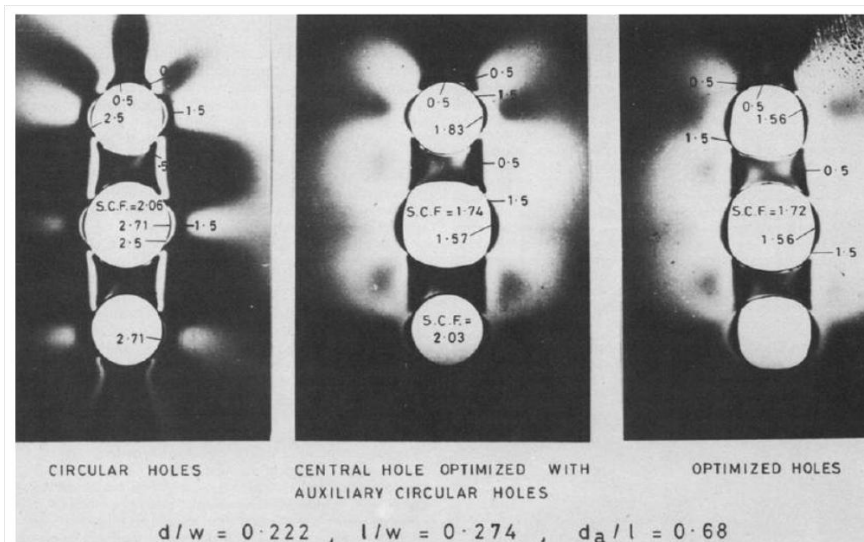 0·5
2·5
1·5
·5
S.C.F.=2·06
2·71
1·5
2·5
2·71
0·5
0·5
1·5
1·83
0·5
S.C.F.=1·74
1·5
1·57
S.C.F.=
2·03
0·5
0·5
1·56
1·5
0·5
S.C.F.=1·72
1·56
1·5
CIRCULAR HOLES
CENTRAL HOLE OPTIMIZED WITH
AUXILIARY CIRCULAR HOLES
OPTIMIZED HOLES
d/w = 0·222 , l/w = 0·274 , da/l = 0·68